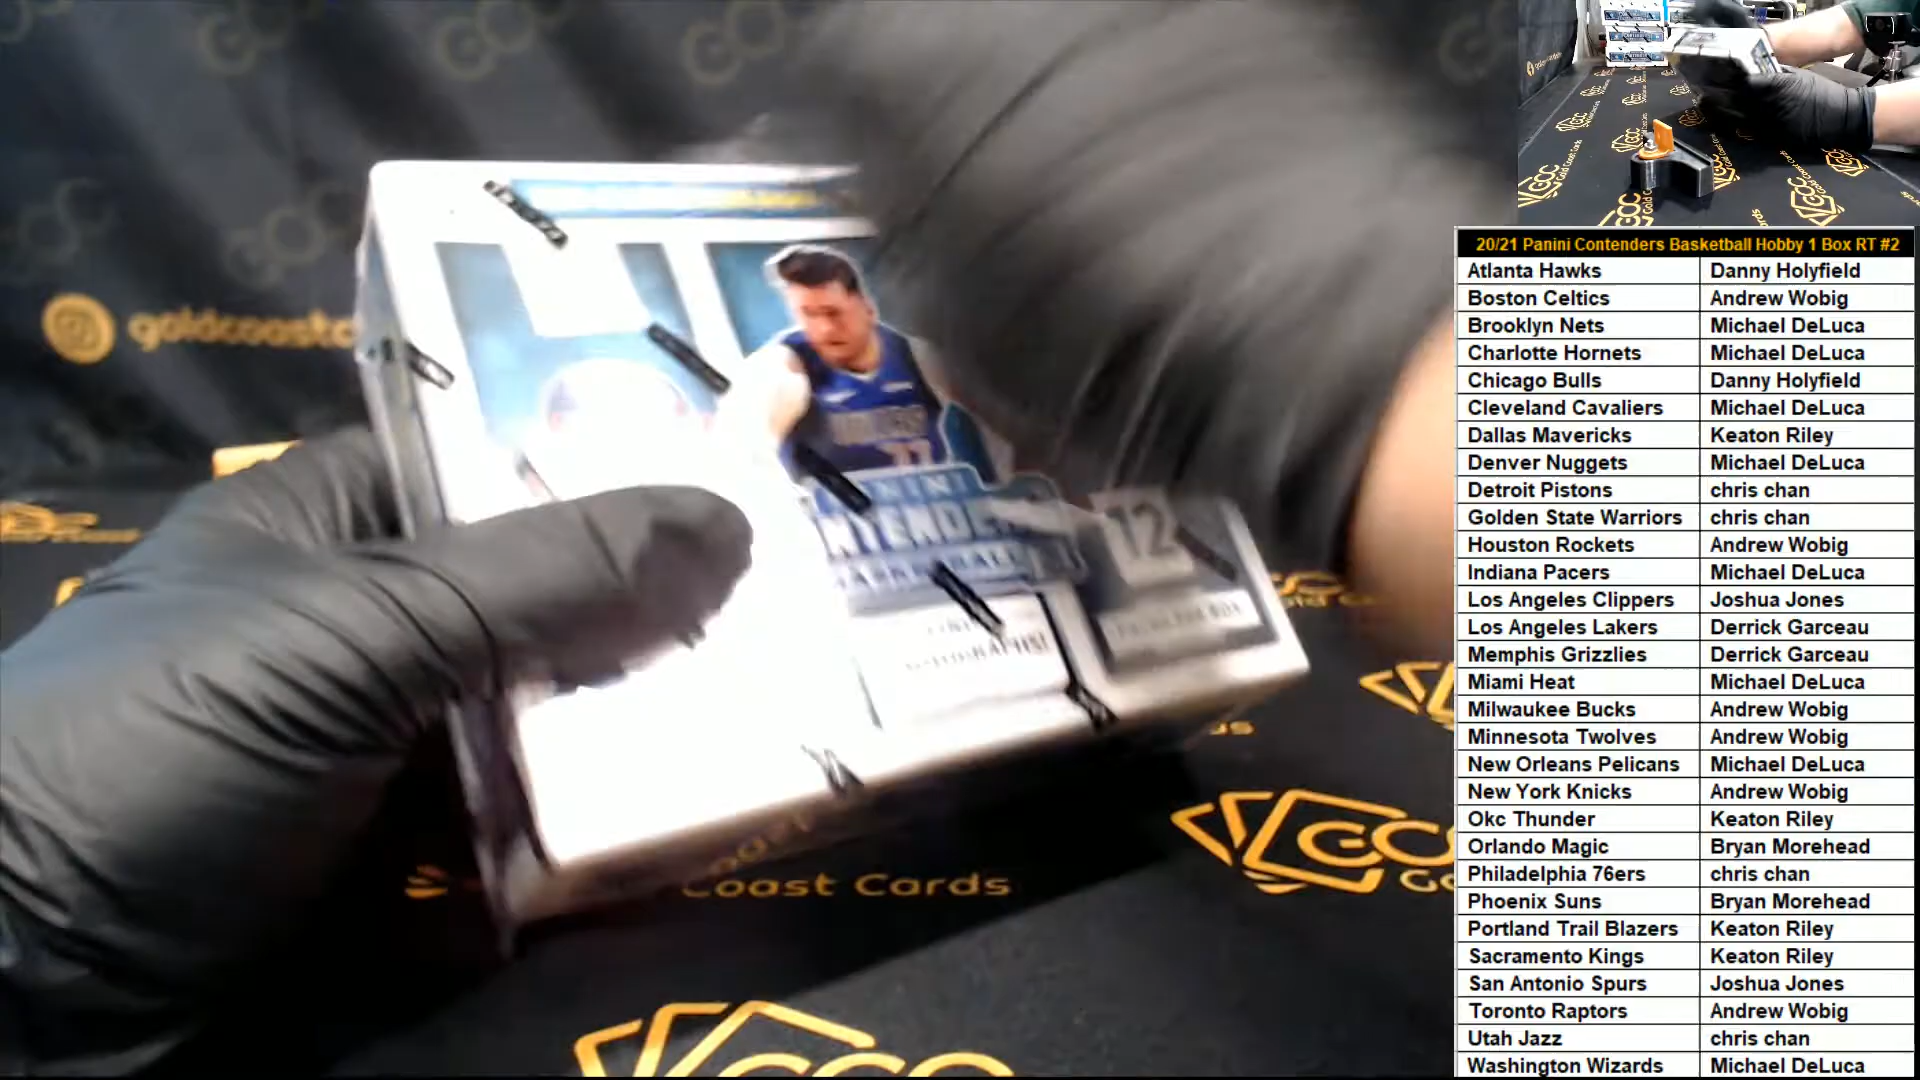 goldcoastc
PANINI
12
GCC
Coast Cards
GCC
20/21 Panini Contenders Basketball Hobby 1 Box RT #2
Atlanta Hawks Danny Holyfield
Boston Celtics Andrew Wobig
Brooklyn Nets Michael DeLuca
Charlotte Hornets Michael DeLuca
Chicago Bulls Danny Holyfield
Cleveland Cavaliers Michael DeLuca
Dallas Mavericks Keaton Riley
Denver Nuggets Michael DeLuca
Detroit Pistons chris chan
Golden State Warriors chris chan
Houston Rockets Andrew Wobig
Indiana Pacers Michael DeLuca
Los Angeles Clippers Joshua Jones
Los Angeles Lakers Derrick Garceau
Memphis Grizzlies Derrick Garceau
Miami Heat Michael DeLuca
Milwaukee Bucks Andrew Wobig
Minnesota Twolves Andrew Wobig
New Orleans Pelicans Michael DeLuca
New York Knicks Andrew Wobig
Okc Thunder Keaton Riley
Orlando Magic Bryan Morehead
Philadelphia 76ers chris chan
Phoenix Suns Bryan Morehead
Portland Trail Blazers Keaton Riley
Sacramento Kings Keaton Riley
San Antonio Spurs Joshua Jones
Toronto Raptors Andrew Wobig
Utah Jazz chris chan
Washington Wizards Michael DeLuca